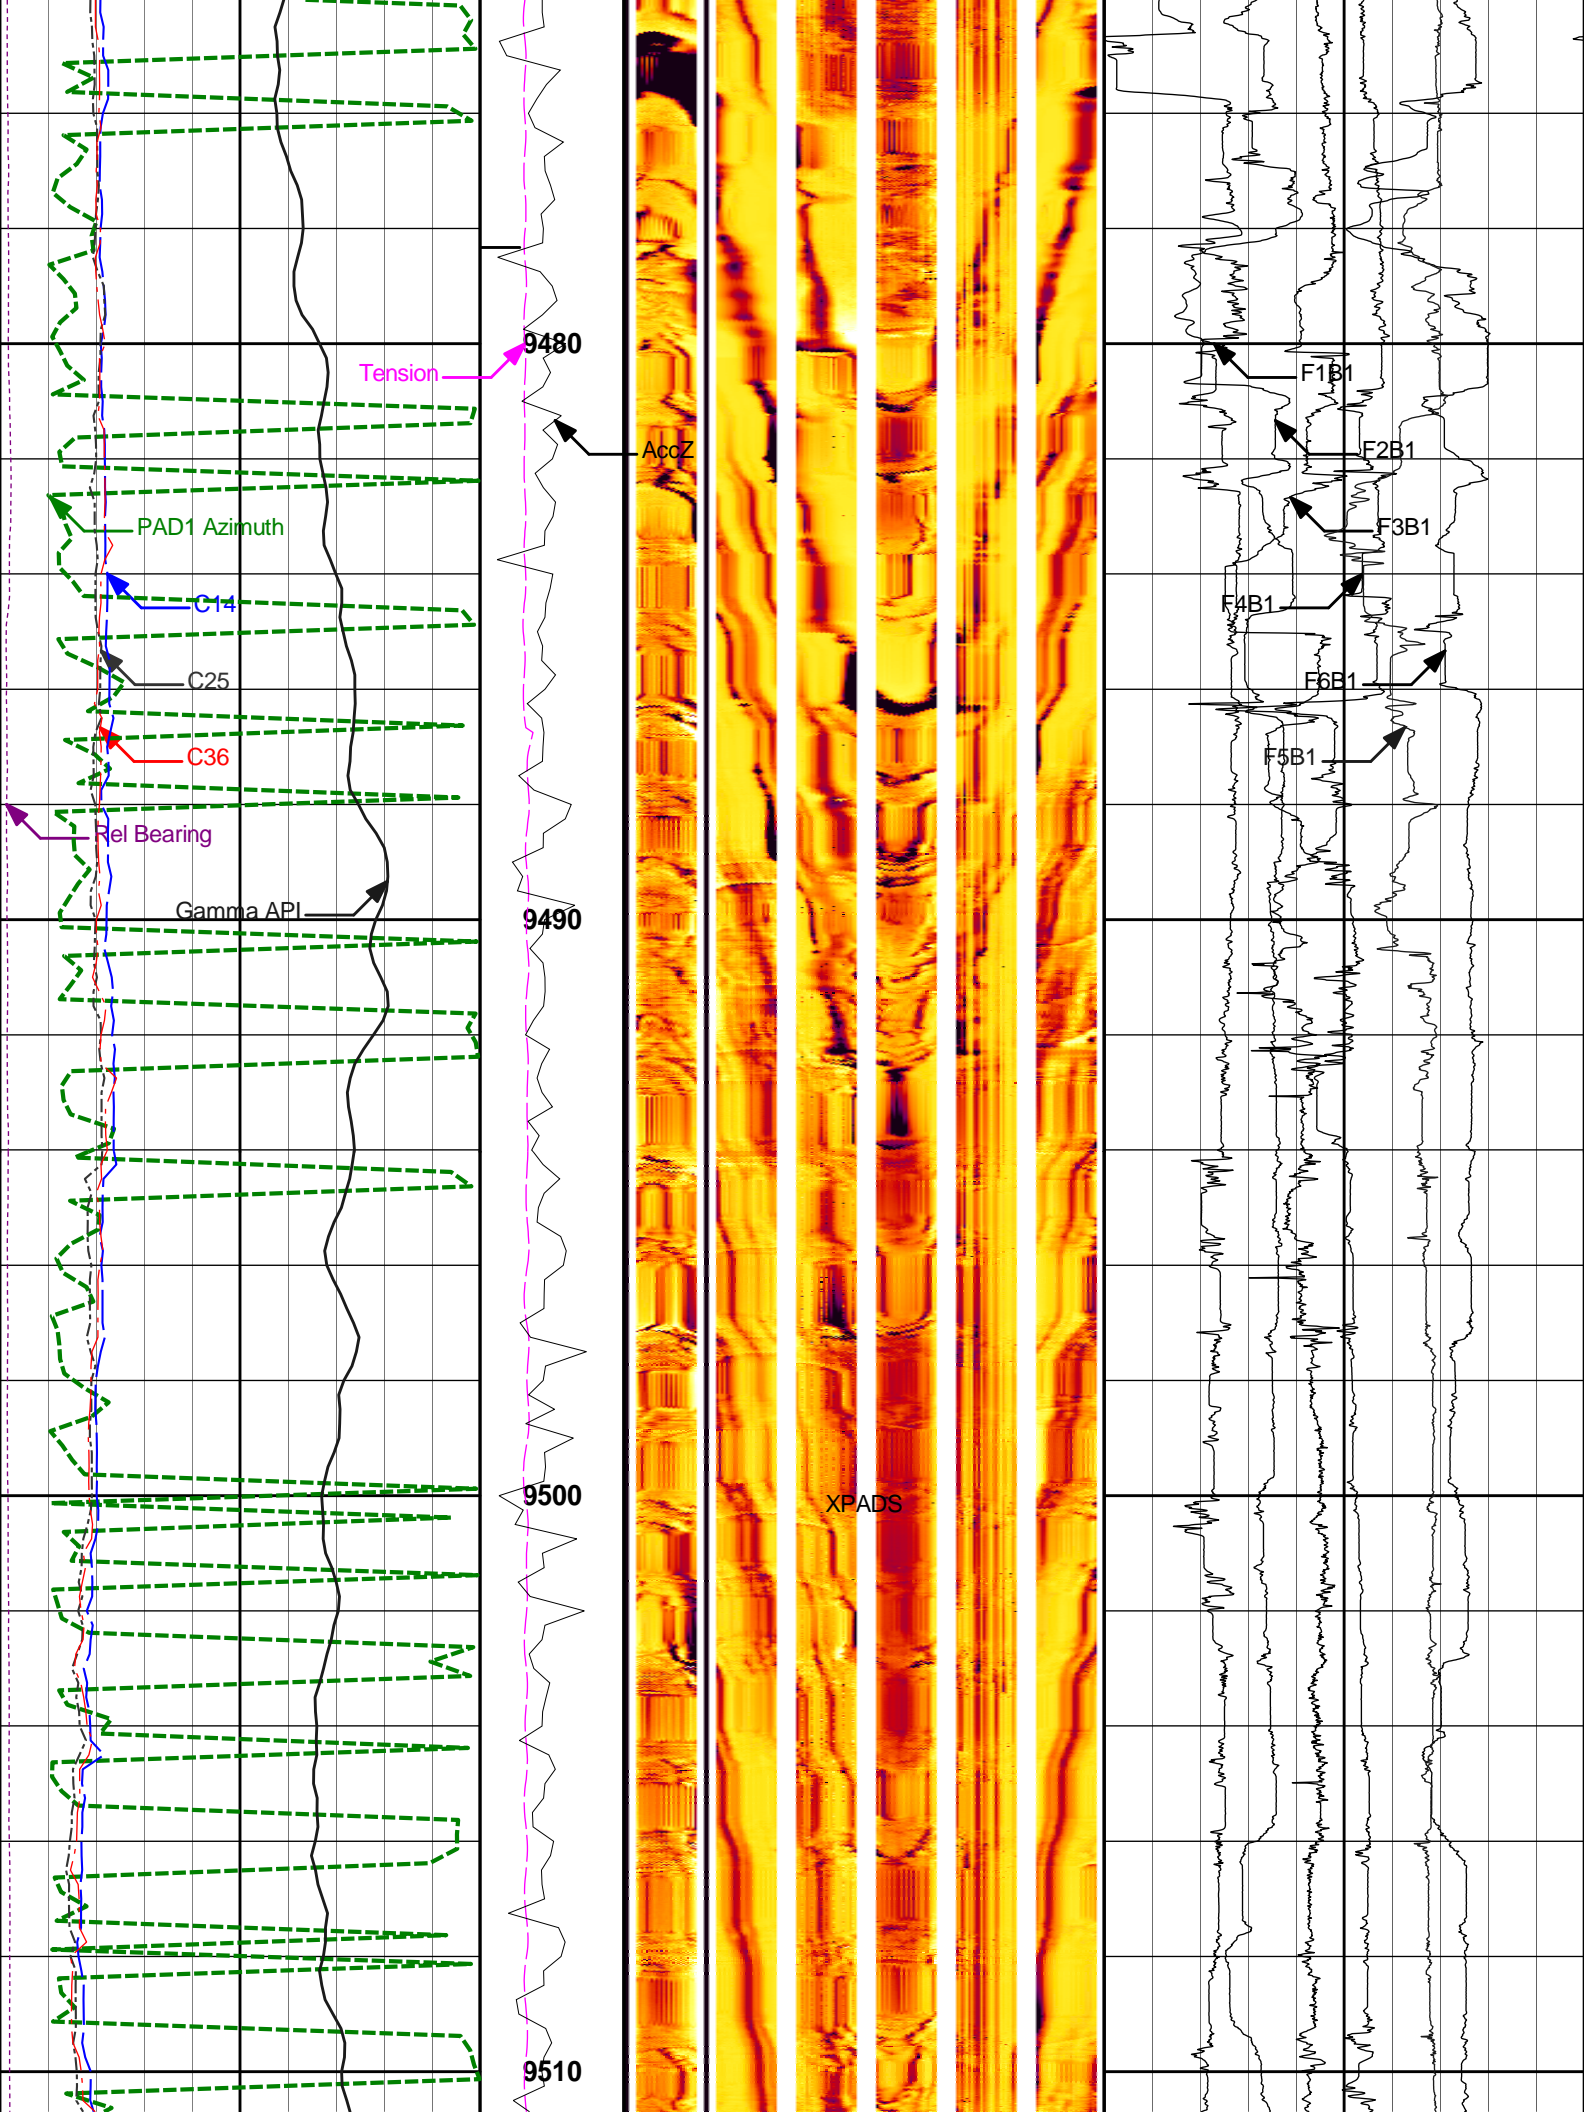 9480
Tension
F1B1
AccZ
F2B1
PAD1 Azimuth
F3B1
C14
F4B1
C25
F6B1
C36
F5B1
Rel Bearing
Gamma API
9490
9500
XPADS
9510